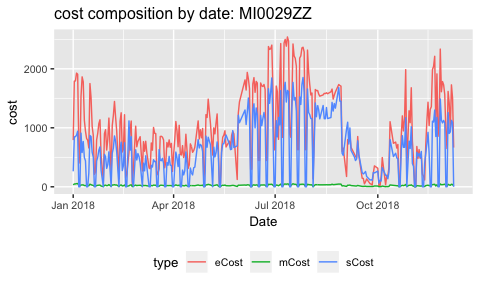 cost composition by date: MI0029ZZ
cost
2000
1000
0
Jan 2018 Apr 2018 Jul 2018 Oct 2018
Date
type eCost mCost sCost